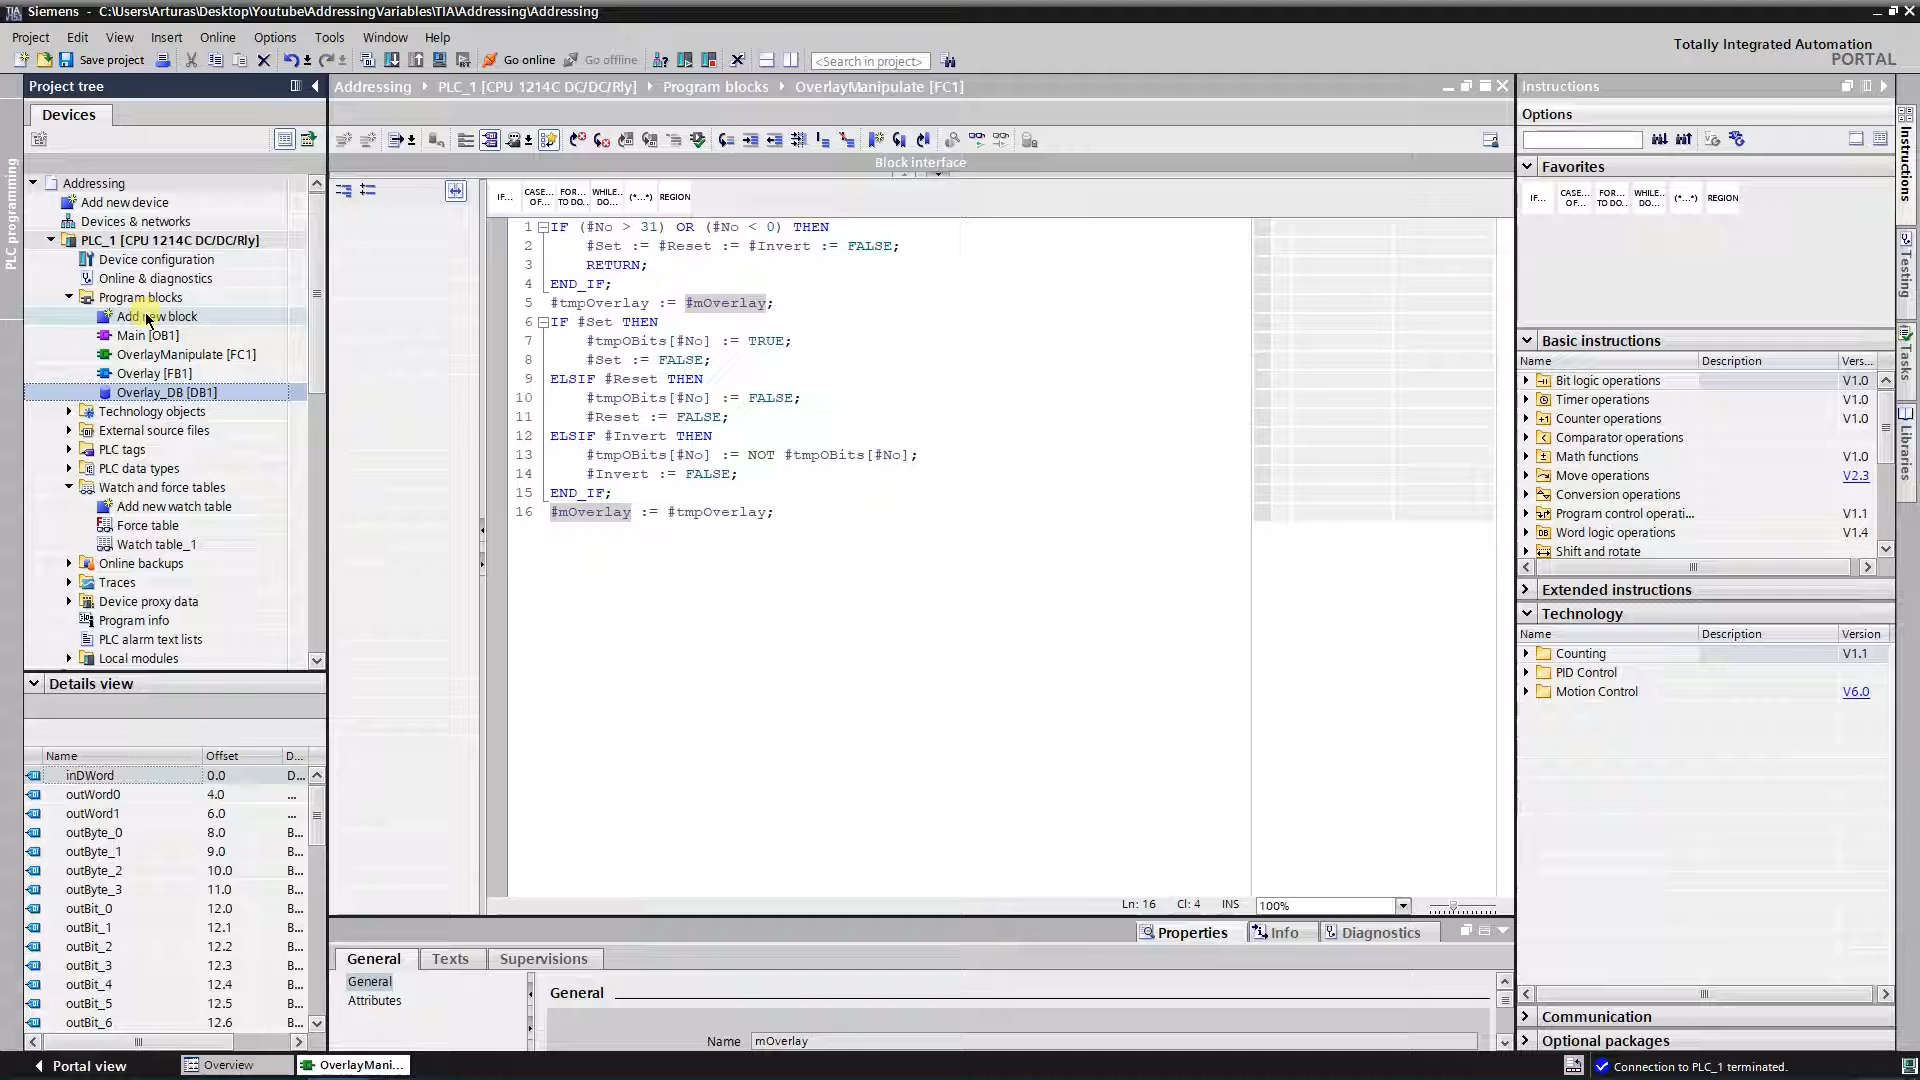 Siemens - C:\Users\Arturas\Desktop\Youtube\AddressingVariables\TIA\Addressing\Addressing
Project Edit View Insert Online Options Tools Window Help
Totally Integrated Automation
PORTAL
Save project
Go online
Go offline
<Search in project>
Project tree
Addressing PLC_1 [CPU 1214C DC/DC/Rly] Program blocks OverlayManipulate [FC1]
Instructions
Devices
Options
Block interface
PLC programming
Addressing
Add new device
Devices & networks
PLC_1 [CPU 1214C DC/DC/Rly]
Device configuration
Online & diagnostics
Program blocks
Add new block
Main [OB1]
OverlayManipulate [FC1]
Overlay [FB1]
Overlay_DB [DB1]
Technology objects
External source files
PLC tags
PLC data types
Watch and force tables
Add new watch table
Force table
Watch table_1
Online backups
Traces
Device proxy data
Program info
PLC alarm text lists
Local modules
IF... CASE... OF... FOR... TO DO.. WHILE.. DO... (*...*) REGION
1 IF (#No > 31) OR (#No < 0) THEN
2 #Set := #Reset := #Invert := FALSE;
3 RETURN;
4 END_IF;
5 #tmpOverlay := #mOverlay;
6 IF #Set THEN
7 #tmpOBits[#No] := TRUE;
8 #Set := FALSE;
9 ELSIF #Reset THEN
10 #tmpOBits[#No] := FALSE;
11 #Reset := FALSE;
12 ELSIF #Invert THEN
13 #tmpOBits[#No] := NOT #tmpOBits[#No];
14 #Invert := FALSE;
15 END_IF;
16 #mOverlay := #tmpOverlay;
Ln: 16 Cl: 4 INS 100%
Favorites
IF... CASE... OF... FOR... TO DO.. WHILE.. DO... (*...*) REGION
Basic instructions
Name Description Vers...
Bit logic operations V1.0
Timer operations V1.0
Counter operations V1.0
Comparator operations
Math functions V1.0
Move operations V2.3
Conversion operations
Program control operati... V1.1
Word logic operations V1.4
Shift and rotate
Extended instructions
Technology
Name Description Version
Counting V1.1
PID Control
Motion Control V6.0
Communication
Optional packages
Instructions
Testing
Tasks
Libraries
Details view
Name Offset D...
inDWord 0.0 D...
outWord0 4.0 ...
outWord1 6.0 ...
outByte_0 8.0 B...
outByte_1 9.0 B...
outByte_2 10.0 B...
outByte_3 11.0 B...
outBit_0 12.0 B...
outBit_1 12.1 B...
outBit_2 12.2 B...
outBit_3 12.3 B...
outBit_4 12.4 B...
outBit_5 12.5 B...
outBit_6 12.6 B...
Properties Info Diagnostics
General Texts Supervisions
General
Attributes
General
Name mOverlay
Portal view Overview OverlayMani...
Connection to PLC_1 terminated.